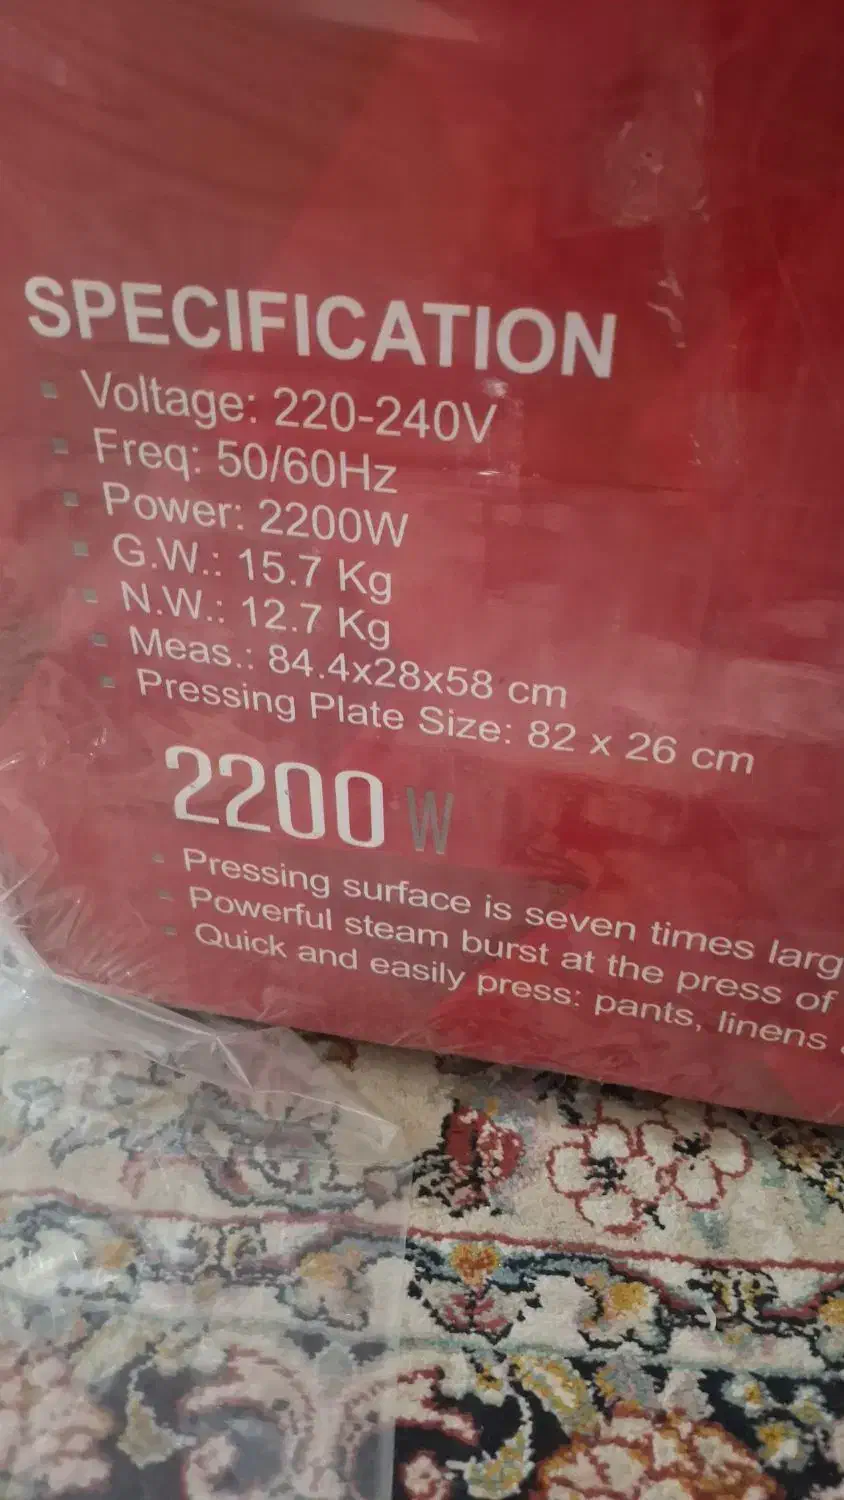 SPECIFICATION
Voltage: 220-240V
Freq: 50/60Hz
Power: 2200W
G.W.: 15.7 Kg
N.W.: 12.7 Kg
Meas.: 84.4x28x58 cm
Pressing Plate Size: 82 x 26 cm
2200 W
Pressing surface is seven times larg
Powerful steam burst at the press of
Quick and easily press: pants, linens